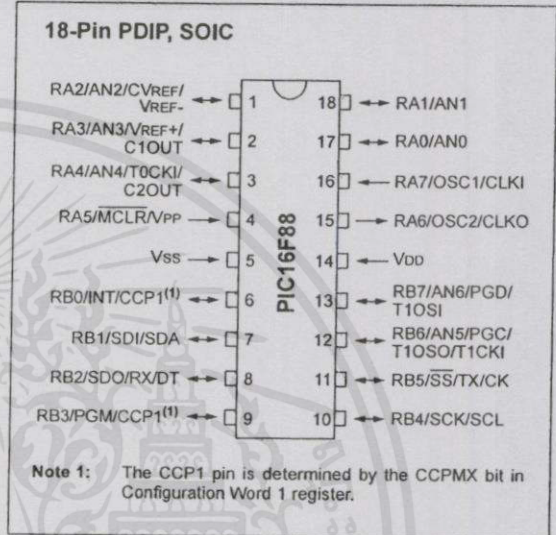 18-Pin PDIP, SOIC
RA2/AN2/CVREF/
VREF-
RA3/AN3/VREF+/
C1OUT
RA4/AN4/T0CKI/
C2OUT
RA5/MCLR/VPP
VSS
RB0/INT/CCP1(1)
RB1/SDI/SDA
RB2/SDO/RX/DT
RB3/PGM/CCP1(1)
1
2
3
4
5
6
7
8
9
PIC16F88
18
17
16
15
14
13
12
11
10
RA1/AN1
RA0/AN0
RA7/OSC1/CLKI
RA6/OSC2/CLKO
VDD
RB7/AN6/PGD/
T1OSI
RB6/AN5/PGC/
T1OSO/T1CKI
RB5/SS/TX/CK
RB4/SCK/SCL
Note 1: The CCP1 pin is determined by the CCPMX bit in
Configuration Word 1 register.